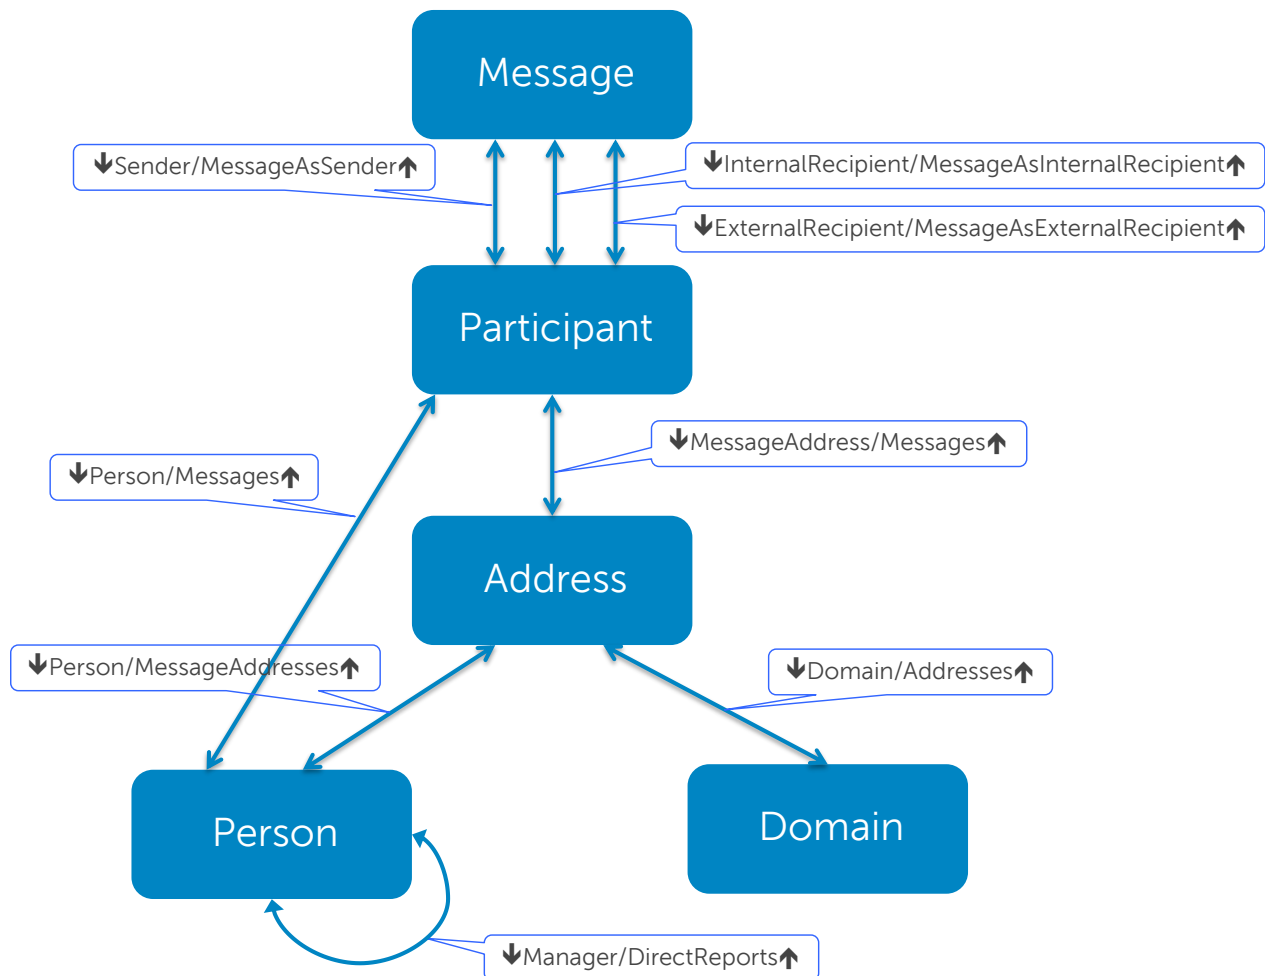 Message
🡻Sender/MessageAsSender🡹
🡻InternalRecipient/MessageAsInternalRecipient🡹
🡻ExternalRecipient/MessageAsExternalRecipient🡹
Participant
🡻MessageAddress/Messages🡹
🡻Person/Messages🡹
Address
🡻Person/MessageAddresses🡹
🡻Domain/Addresses🡹
Person
Domain
🡻Manager/DirectReports🡹